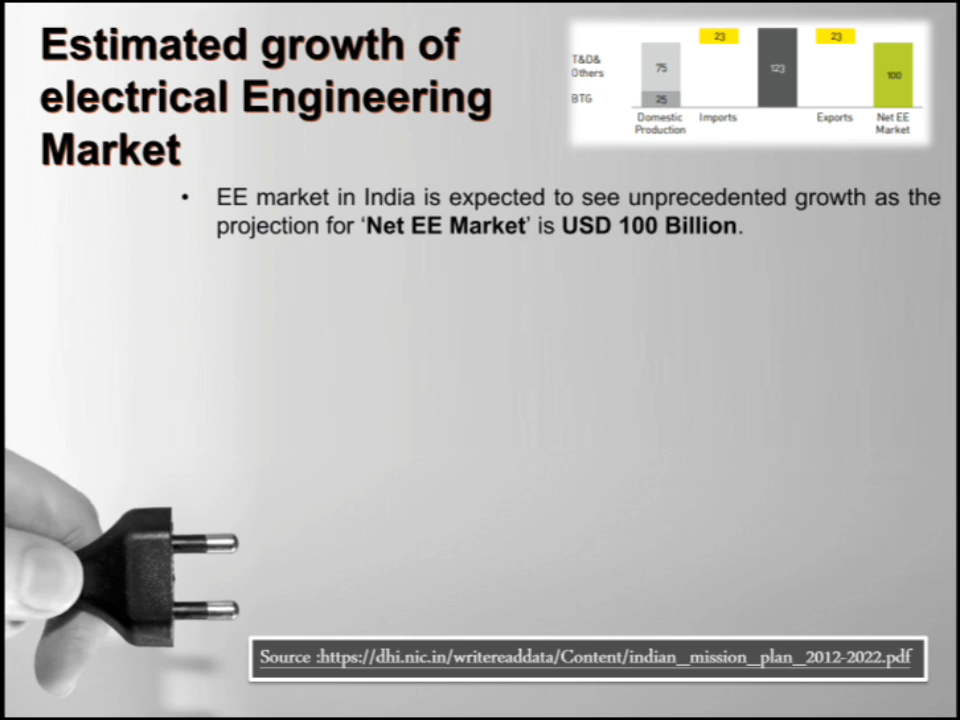 Estimated growth of
electrical Engineering
Market
23
23
T&D&
Others
75
123
100
BTG
25
Domestic
Production
Imports
Exports
Net EE
Market
• EE market in India is expected to see unprecedented growth as the
projection for ‘Net EE Market’ is USD 100 Billion.
Source :https://dhi.nic.in/writereaddata/Content/indian_mission_plan_2012-2022.pdf